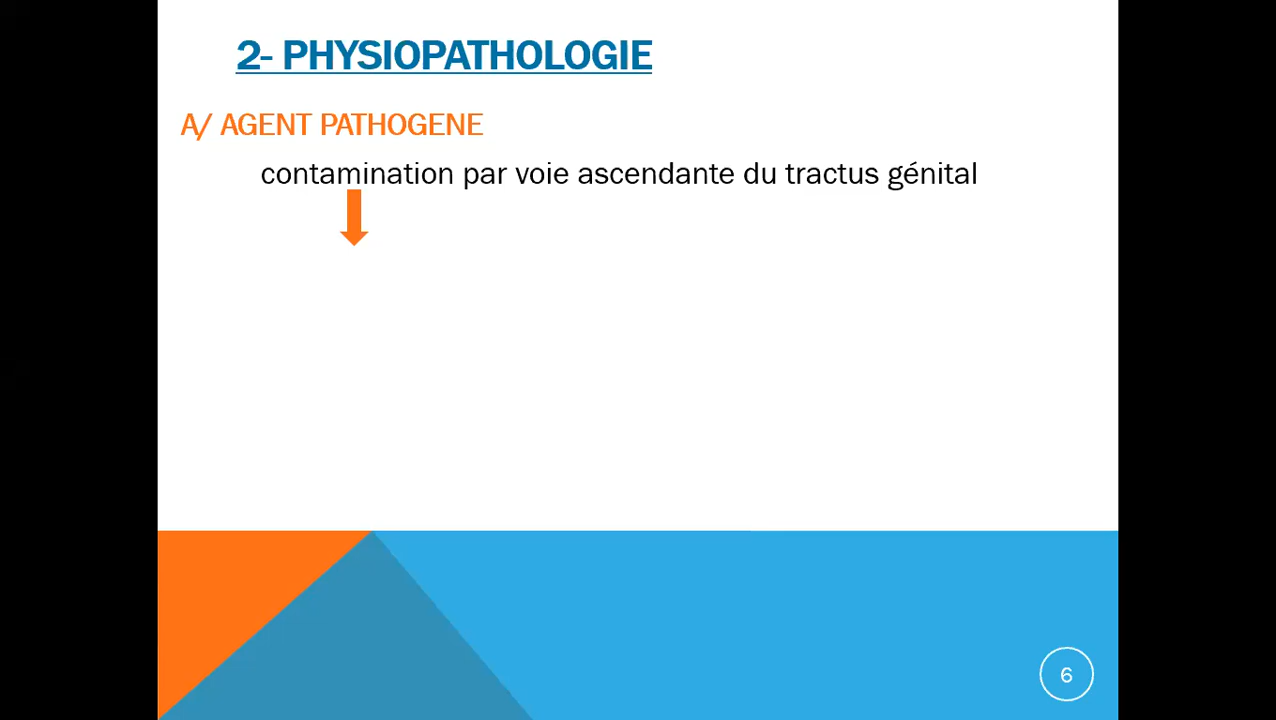 2- PHYSIOPATHOLOGIE
A/ AGENT PATHOGENE
contamination par voie ascendante du tractus génital
6